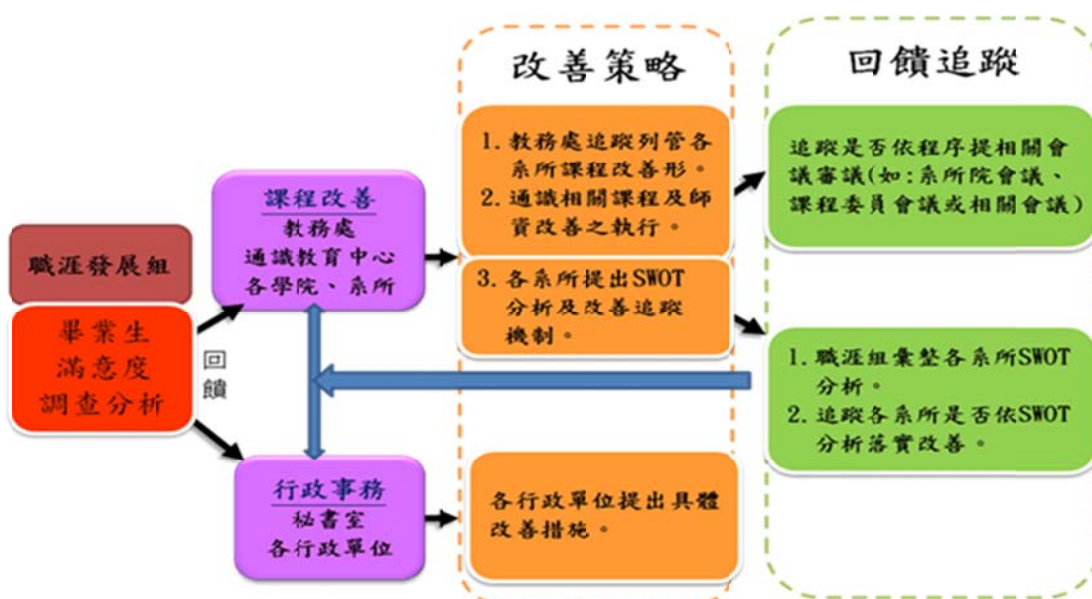 改善策略
回饋追蹤
職涯發展組
畢業生
滿意度
調查分析
回
饋
課程改善
教務處
通識教育中心
各學院、系所
行政事務
秘書室
各行政單位
1. 教務處追蹤列管各
系所課程改善形。
2. 通識相關課程及師
資改善之執行。
3. 各系所提出SWOT
分析及改善追蹤
機制。
各行政單位提出具體
改善措施。
追蹤是否依程序提相關會
議審議(如:系所院會議、
課程委員會議或相關會議)
1. 職涯組彙整各系所SWOT
分析。
2. 追蹤各系所是否依SWOT
分析落實改善。